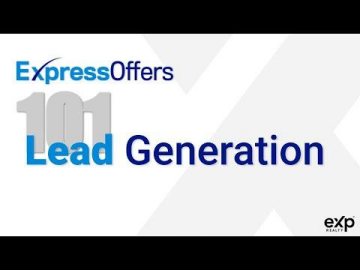 ExpressOffers
101
Lead Generation
exp
REALTY